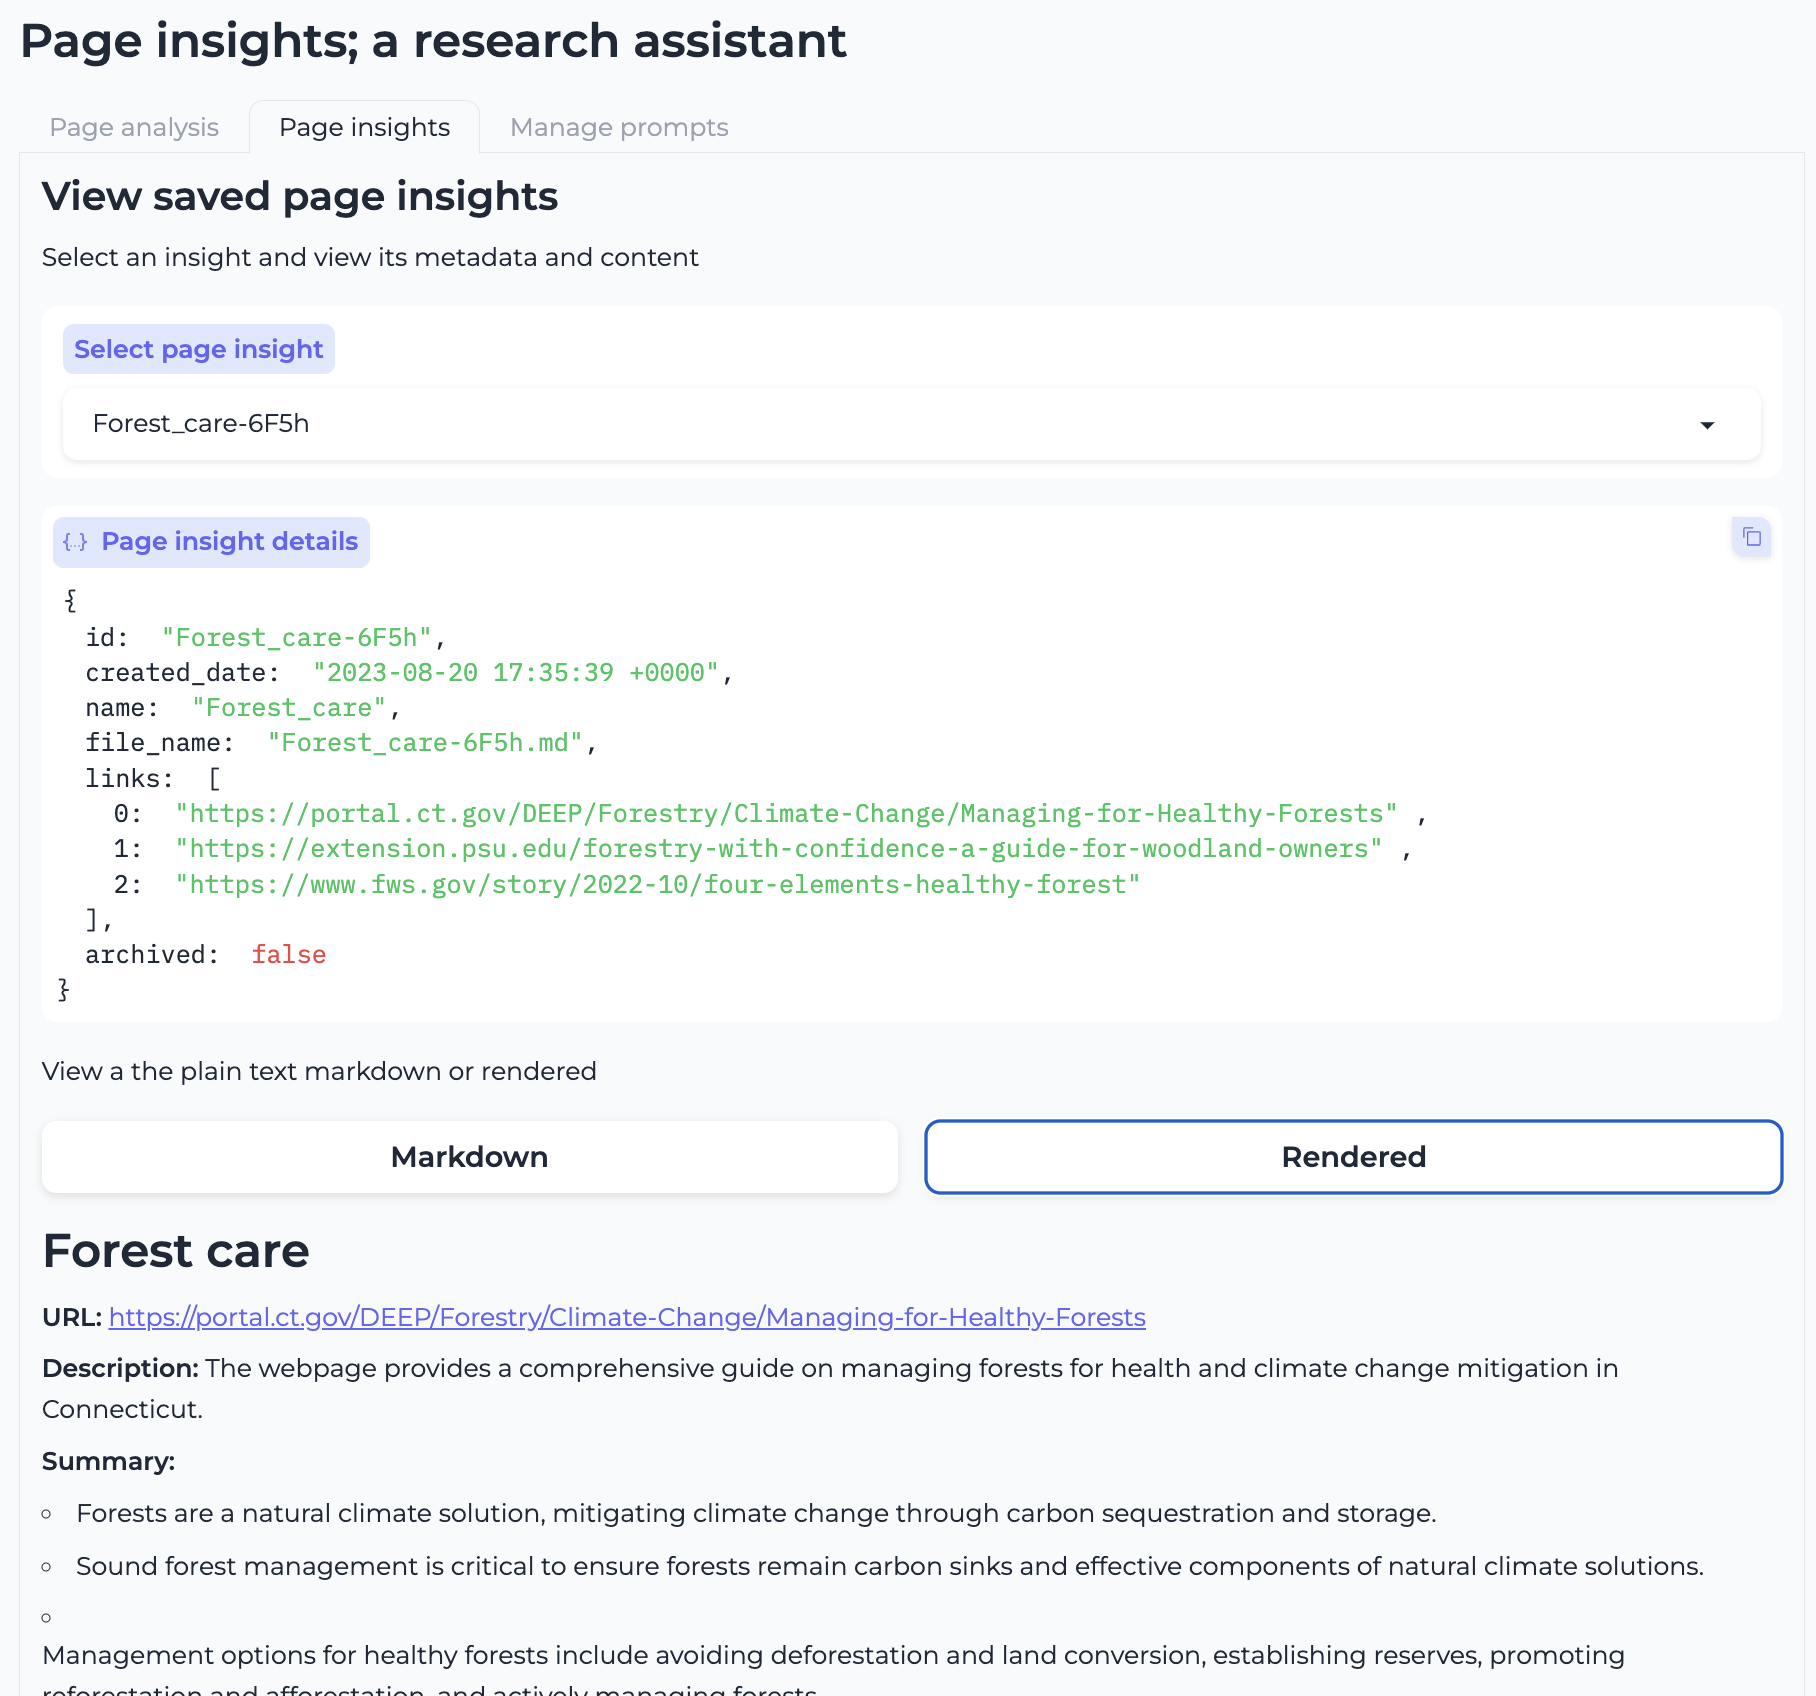 Page insights; a research assistant
Page analysis
Page insights
Manage prompts
View saved page insights
Select an insight and view its metadata and content
Select page insight
Forest_care-6F5h
{...} Page insight details
{
id: "Forest_care-6F5h",
created_date: "2023-08-20 17:35:39 +0000",
name: "Forest_care",
file_name: "Forest_care-6F5h.md",
links: [
0: "https://portal.ct.gov/DEEP/Forestry/Climate-Change/Managing-for-Healthy-Forests" ,
1: "https://extension.psu.edu/forestry-with-confidence-a-guide-for-woodland-owners" ,
2: "https://www.fws.gov/story/2022-10/four-elements-healthy-forest"
],
archived: false
}
View a the plain text markdown or rendered
Markdown
Rendered
Forest care
URL: https://portal.ct.gov/DEEP/Forestry/Climate-Change/Managing-for-Healthy-Forests
Description: The webpage provides a comprehensive guide on managing forests for health and climate change mitigation in
Connecticut.
Summary:
Forests are a natural climate solution, mitigating climate change through carbon sequestration and storage.
Sound forest management is critical to ensure forests remain carbon sinks and effective components of natural climate solutions.
Management options for healthy forests include avoiding deforestation and land conversion, establishing reserves, promoting
reforestation and afforestation, and actively managing forests.